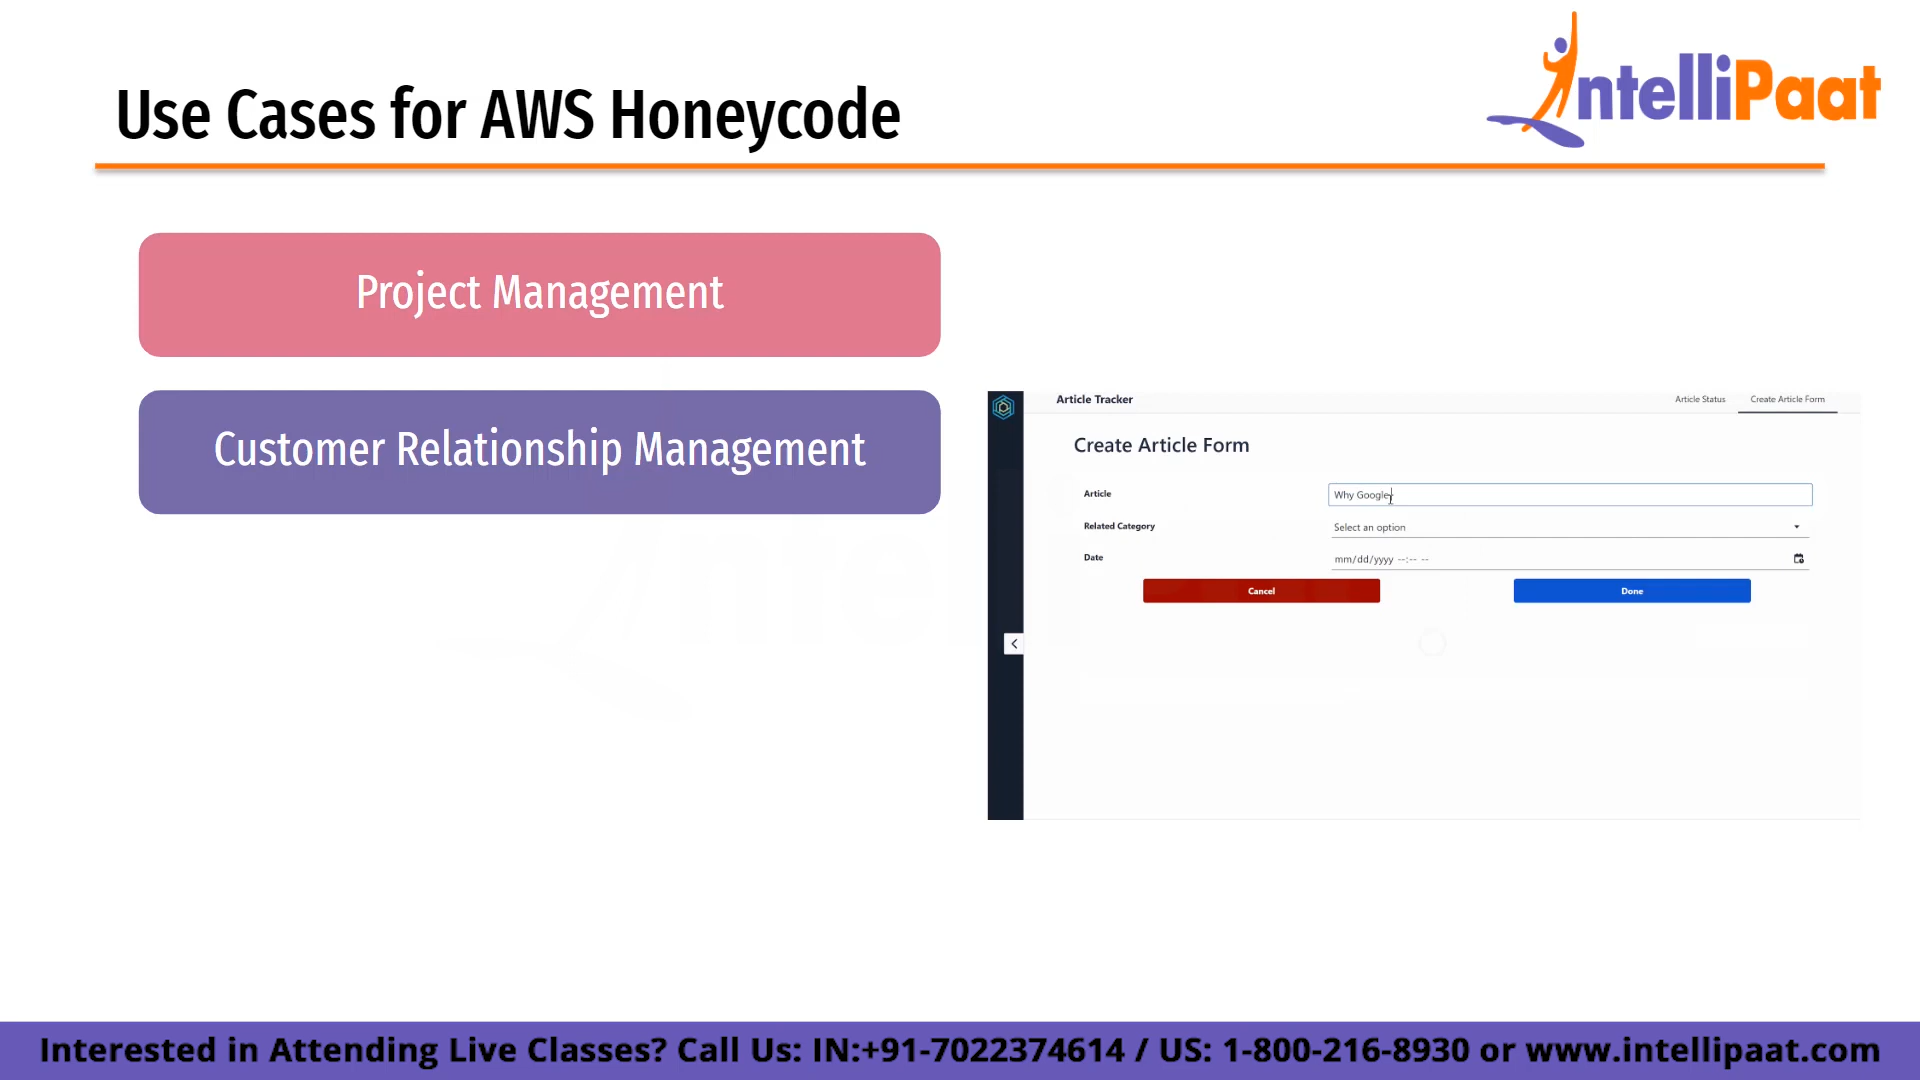 Use Cases for AWS Honeycode
IntelliPaat
Project Management
Customer Relationship Management
Article Tracker
Article Status
Create Article Form
Create Article Form
Article
Why Google
Related Category
Select an option
Date
mm/dd/yyyy --:-- --
Cancel
Done
Interested in Attending Live Classes? Call Us: IN:+91-7022374614 / US: 1-800-216-8930 or www.intellipaat.com